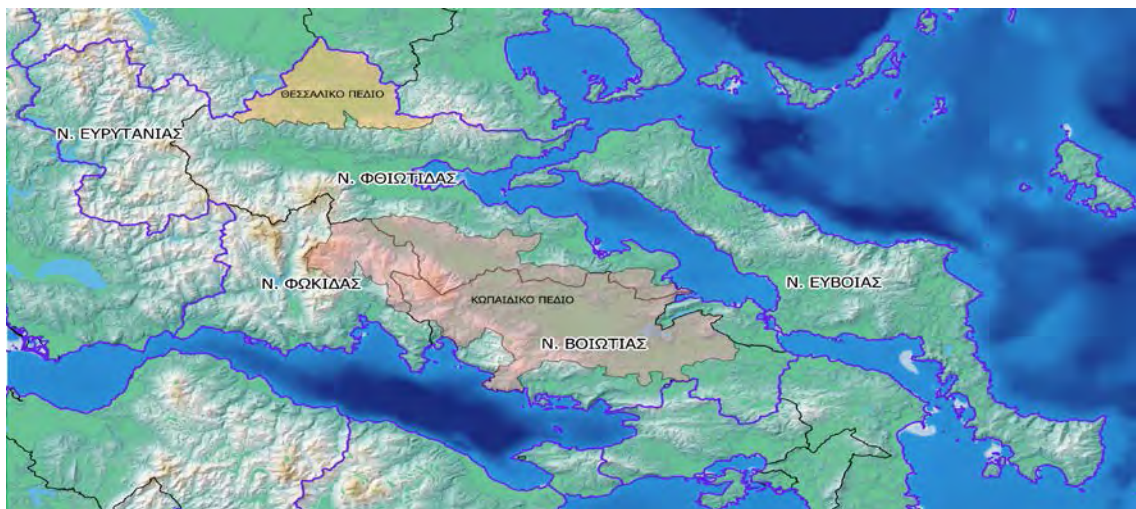 ΘΕΣΣΑΛΙΚΟ ΠΕΔΙΟ
Ν. ΕΥΡΥΤΑΝΙΑΣ
Ν. ΦΘΙΩΤΙΔΑΣ
Ν. ΦΩΚΙΔΑΣ
Ν. ΕΥΒΟΙΑΣ
ΚΩΠΑΙΔΙΚΟ ΠΕΔΙΟ
Ν. ΒΟΙΩΤΙΑΣ